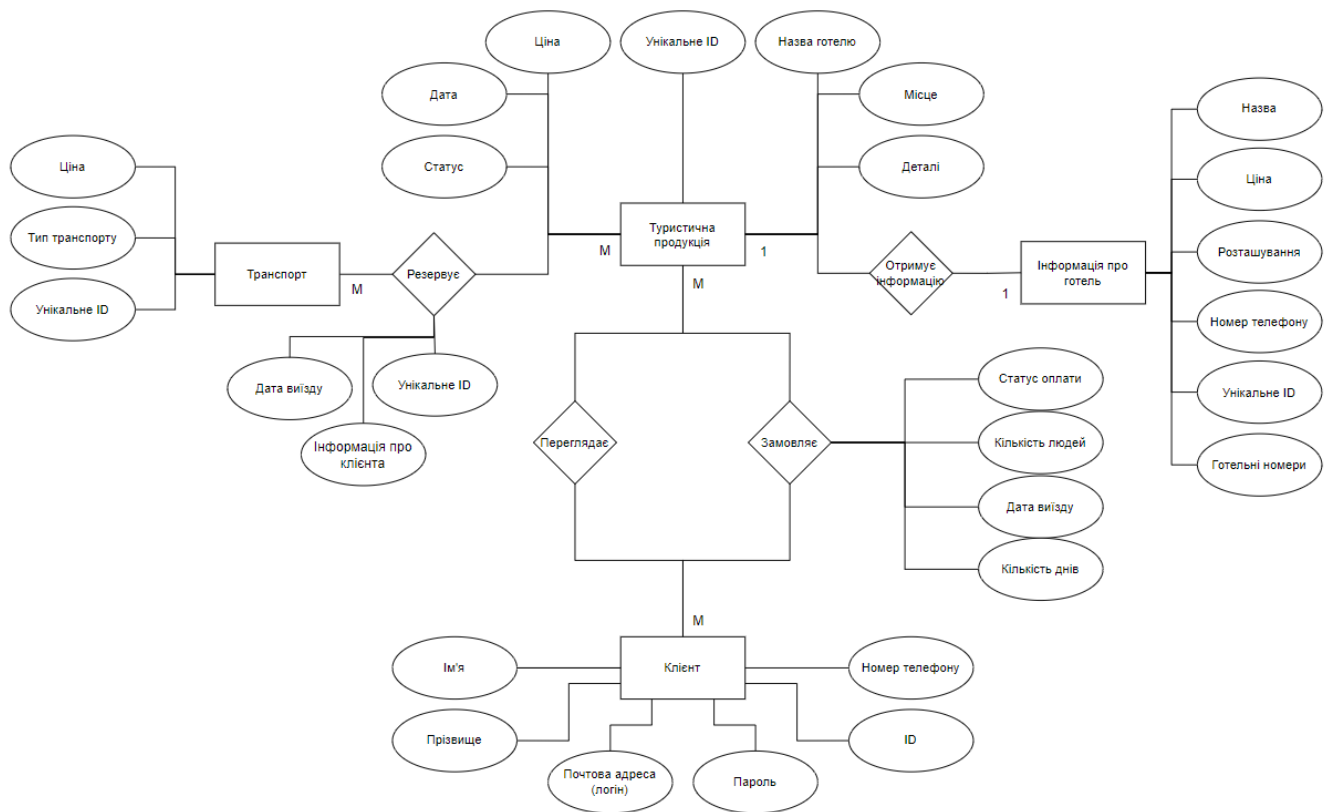 Ціна
Унікальне ID
Назва готелю
Дата
Місце
Назва
Статус
Деталі
Ціна
Ціна
Тип транспорту
Туристична
продукція
Розташування
М
1
Транспорт
М
Резервує
Отримує
інформацію
1
Інформація про
готель
Унікальне ID
М
Номер телефону
Дата виїзду
Унікальне ID
Інформація про
клієнта
Статус оплати
Унікальне ID
Переглядає
Замовляє
Кількість людей
Готельні номери
Дата виїзду
Кількість днів
М
Ім'я
Клієнт
Номер телефону
Прізвище
ID
Почтова адреса
(логін)
Пароль